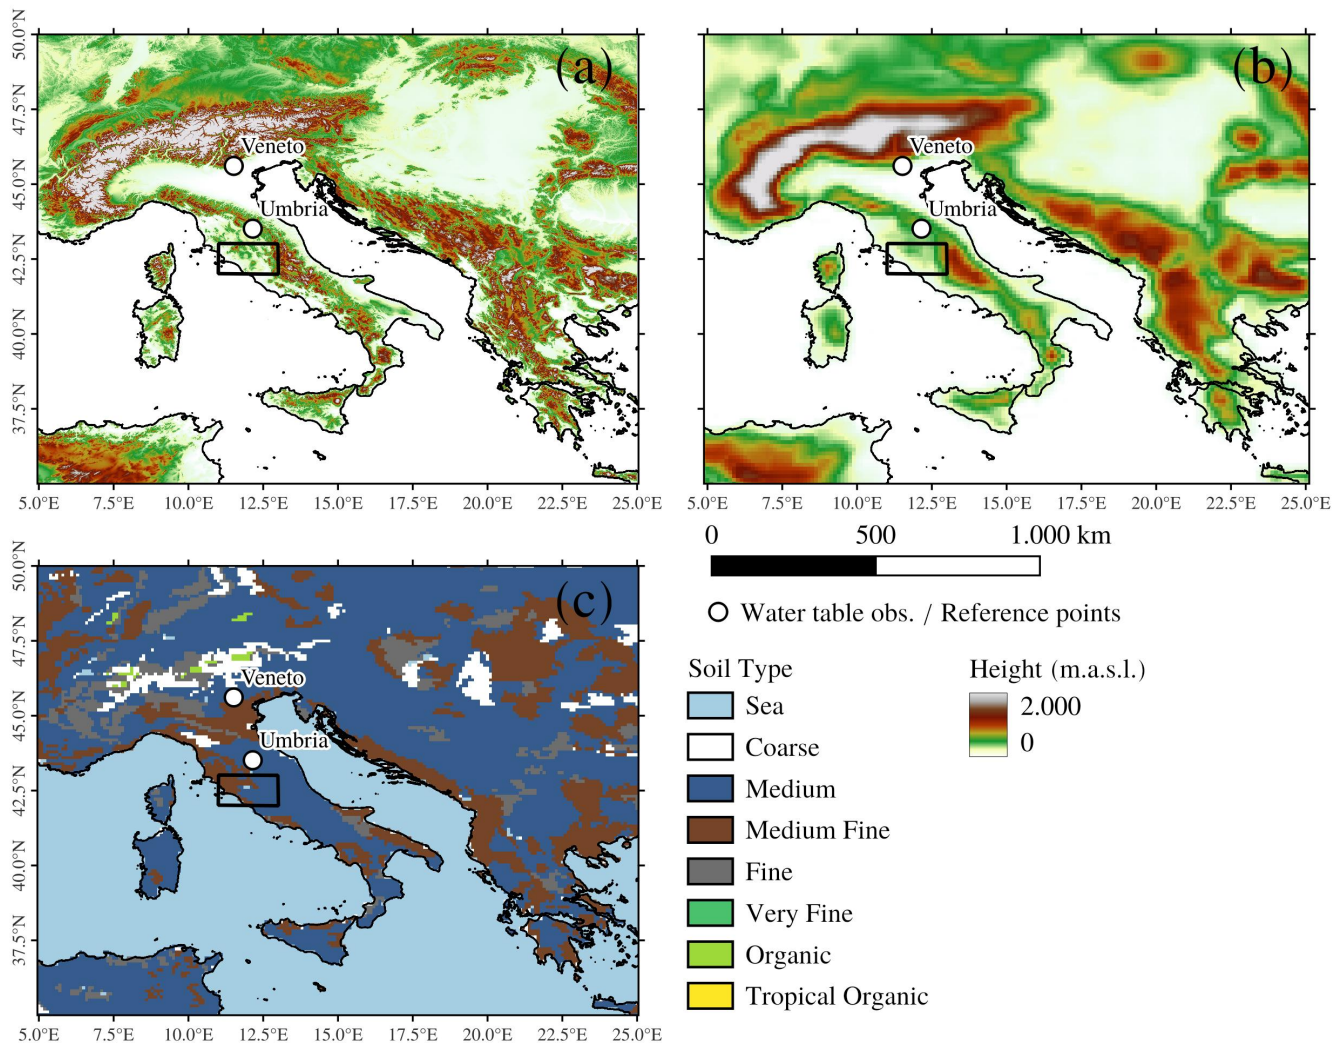 50.0°N
47.5°N
45.0°N
42.5°N
40.0°N
37.5°N
(a)
Veneto
Umbria
5.0°E 7.5°E 10.0°E 12.5°E 15.0°E 17.5°E 20.0°E 22.5°E 25.0°E
(b)
Veneto
Umbria
5.0°E 7.5°E 10.0°E 12.5°E 15.0°E 17.5°E 20.0°E 22.5°E 25.0°E
0 500 1.000 km
50.0°N
47.5°N
45.0°N
42.5°N
40.0°N
37.5°N
(c)
Veneto
Umbria
5.0°E 7.5°E 10.0°E 12.5°E 15.0°E 17.5°E 20.0°E 22.5°E 25.0°E
Water table obs. / Reference points
Soil Type
Sea
Coarse
Medium
Medium Fine
Fine
Very Fine
Organic
Tropical Organic
Height (m.a.s.l.)
2.000
0